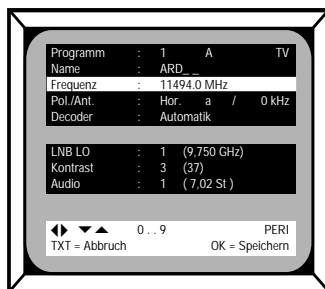 Programm : 1 A TV
Name : ARD_ _
Frequenz : 11494.0 MHz
Pol./Ant. : Hor. a / 0 kHz
Decoder : Automatik
LNB LO : 1 (9,750 GHz)
Kontrast : 3 (37)
Audio : 1 ( 7,02 St )
◀▶ ▼▲ 0 . . 9 PERI
TXT = Abbruch OK = Speichern